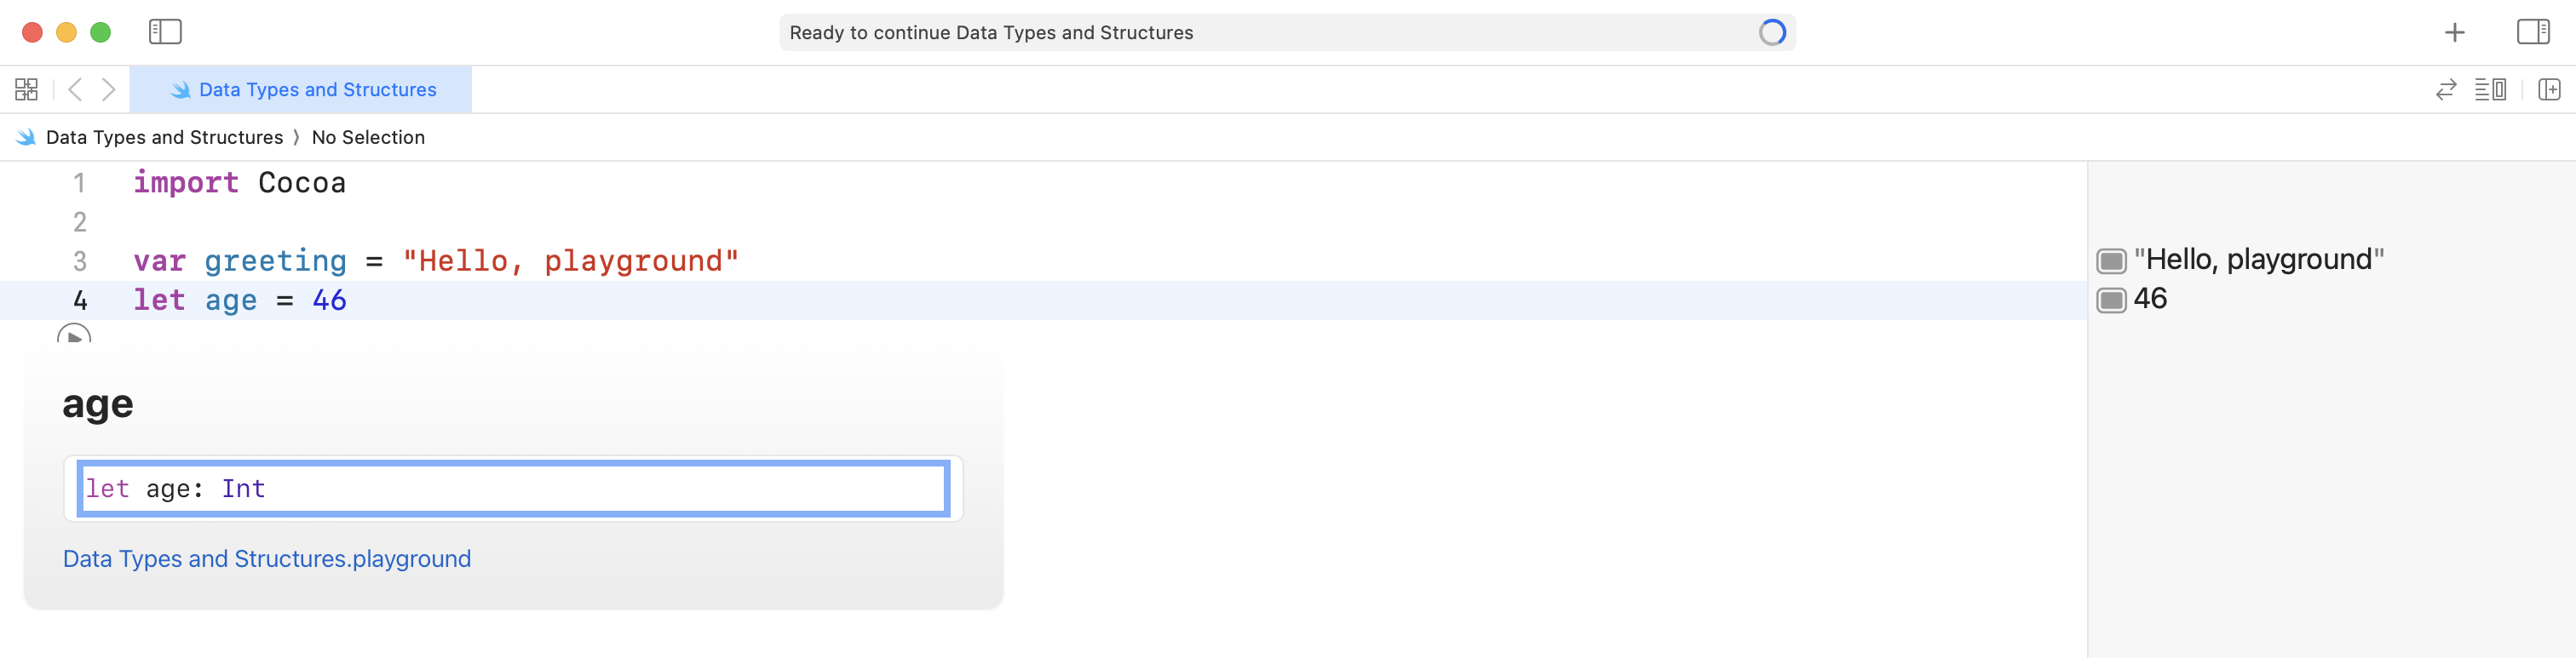 Ready to continue Data Types and Structures
Data Types and Structures
Data Types and Structures 〉 No Selection
1 import Cocoa
2
3 var greeting = "Hello, playground"
"Hello, playground"
4 let age = 46
46
age
let age: Int
Data Types and Structures.playground